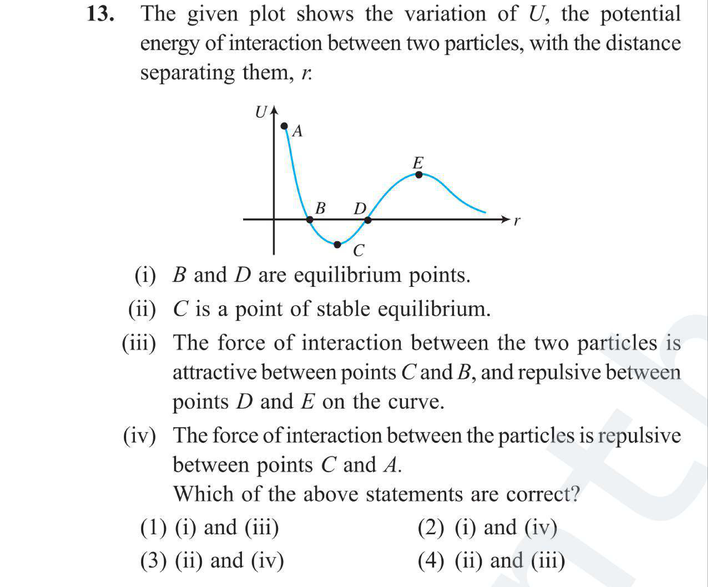 13. The given plot shows the variation of U, the potential
energy of interaction between two particles, with the distance
separating them, r.
U
A
E
B D
r
C
(i) B and D are equilibrium points.
(ii) C is a point of stable equilibrium.
(iii) The force of interaction between the two particles is
attractive between points C and B, and repulsive between
points D and E on the curve.
(iv) The force of interaction between the particles is repulsive
between points C and A.
Which of the above statements are correct?
(1) (i) and (iii) (2) (i) and (iv)
(3) (ii) and (iv) (4) (ii) and (iii)